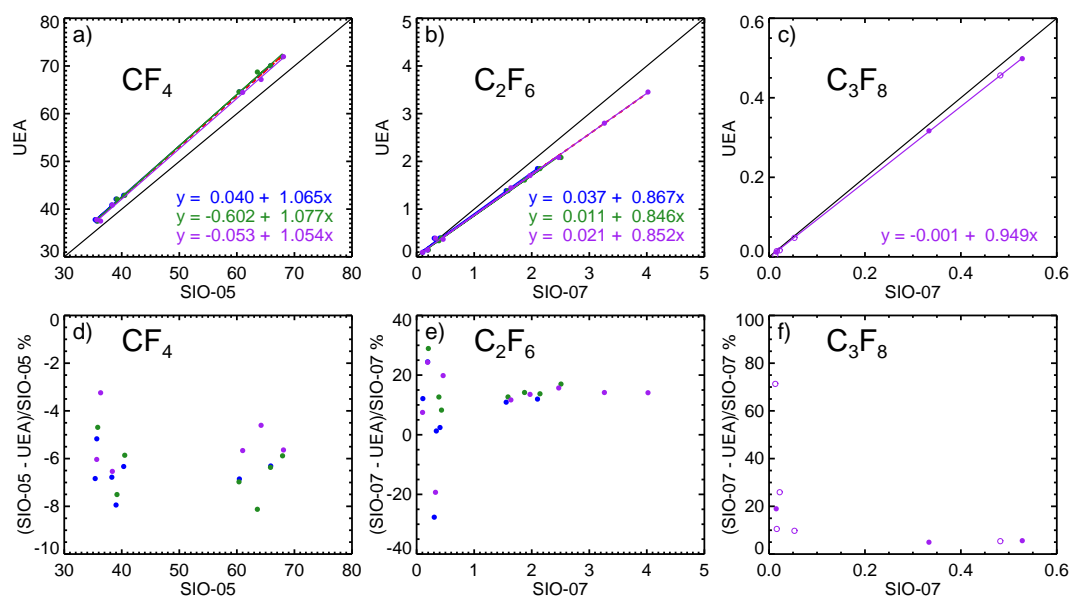 a)
CF₄
80
70
60
50
40
30
UEA
y = 0.040 + 1.065x
y = -0.602 + 1.077x
y = -0.053 + 1.054x
30 40 50 60 70 80
SIO-05
b)
C₂F₆
5
4
3
2
1
0
UEA
y = 0.037 + 0.867x
y = 0.011 + 0.846x
y = 0.021 + 0.852x
0 1 2 3 4 5
SIO-07
c)
C₃F₈
0.6
0.4
0.2
0.0
UEA
y = -0.001 + 0.949x
0.0 0.2 0.4 0.6
SIO-07
d)
CF₄
0
-2
-4
-6
-8
-10
(SIO-05 - UEA)/SIO-05 %
30 40 50 60 70 80
SIO-05
e)
C₂F₆
40
20
0
-20
-40
(SIO-07 - UEA)/SIO-07 %
0 1 2 3 4 5
SIO-07
f)
C₃F₈
100
80
60
40
20
0
(SIO-07 - UEA)/SIO-07 %
0.0 0.2 0.4 0.6
SIO-07